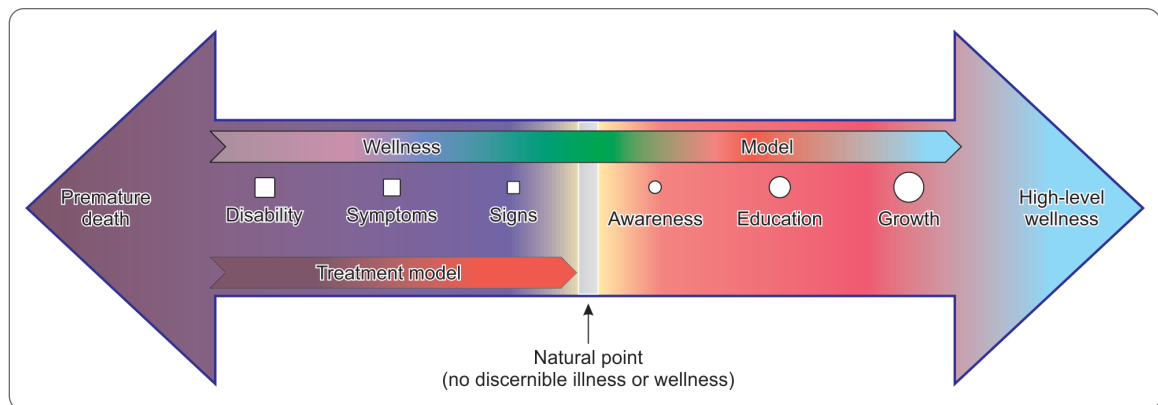 Wellness Model
Premature
death
Disability
Symptoms
Signs
Awareness
Education
Growth
High-level
wellness
Treatment model
Natural point
(no discernible illness or wellness)